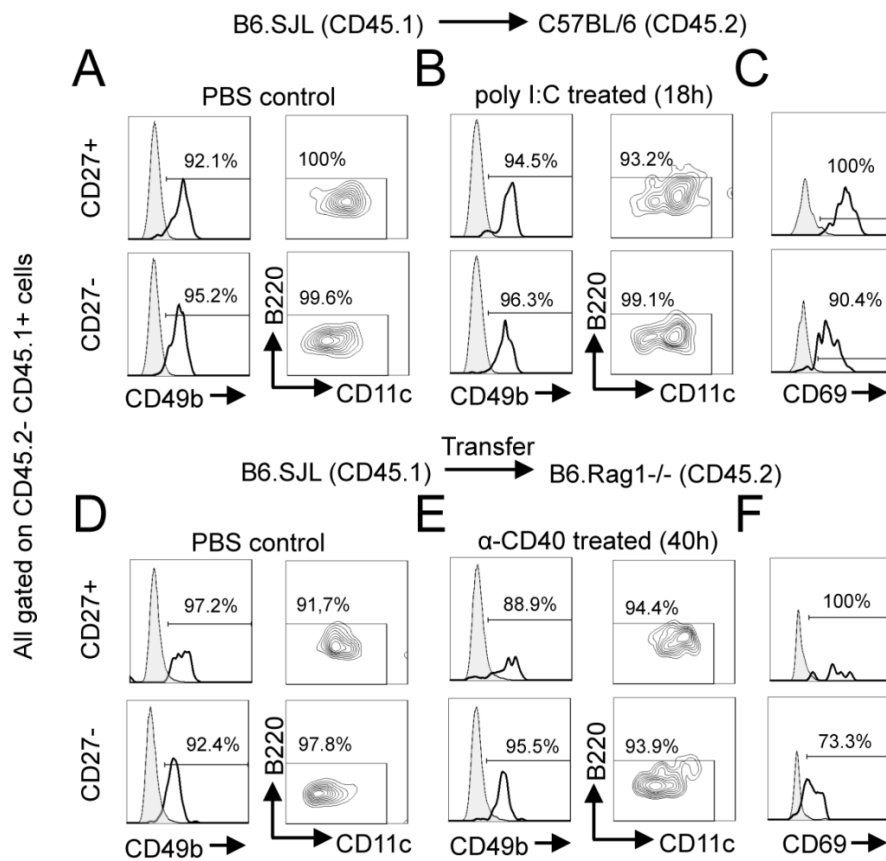 B6.SJL (CD45.1) C57BL/6 (CD45.2)
A B C
PBS control poly I:C treated (18h)
All gated on CD45.2- CD45.1+ cells
CD27+
92.1% 100% 94.5% 93.2% 100%
CD27-
95.2% 99.6% 96.3% 99.1% 90.4%
B220 B220
CD49b CD11c CD49b CD11c CD69
Transfer
B6.SJL (CD45.1) B6.Rag1-/- (CD45.2)
D E F
PBS control α-CD40 treated (40h)
CD27+
97.2% 91,7% 88.9% 94.4% 100%
CD27-
92.4% 97.8% 95.5% 93.9% 73.3%
B220 B220
CD49b CD11c CD49b CD11c CD69